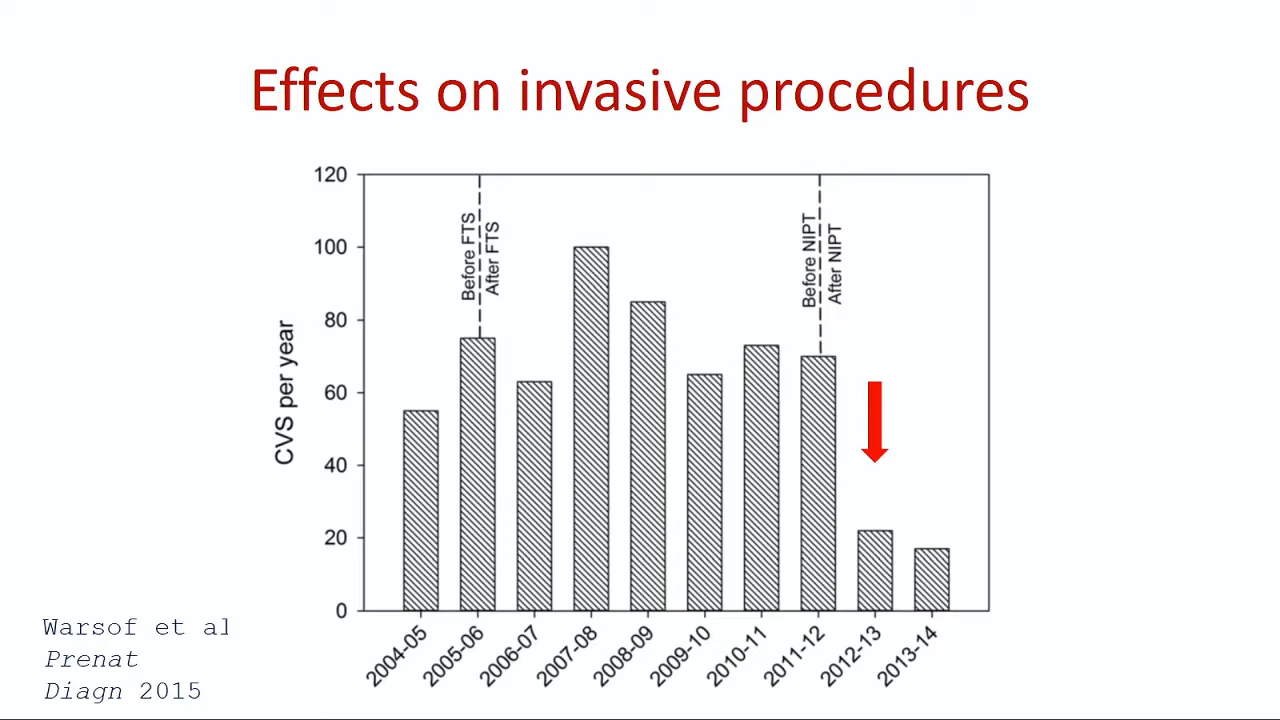 Effects on invasive procedures
120
100
80
60
40
20
0
CVS per year
Before FTS
After FTS
Before NIPT
After NIPT
2004-05
2005-06
2006-07
2007-08
2008-09
2009-10
2010-11
2011-12
2012-13
2013-14
Warsof et al
Prenat
Diagn 2015